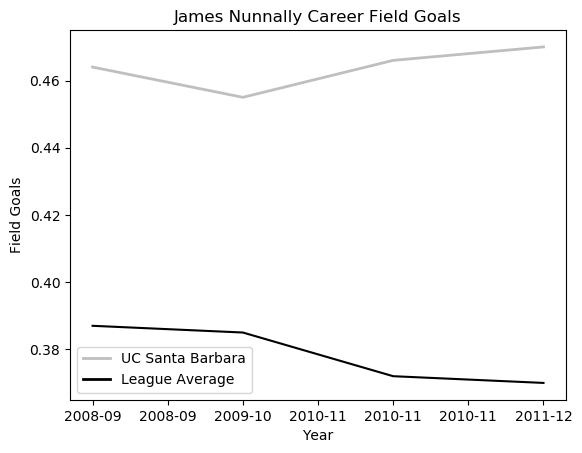 James Nunnally Career Field Goals
Field Goals
0.46
0.44
0.42
0.40
0.38
UC Santa Barbara
League Average
2008-09 2008-09 2009-10 2010-11 2010-11 2010-11 2011-12
Year